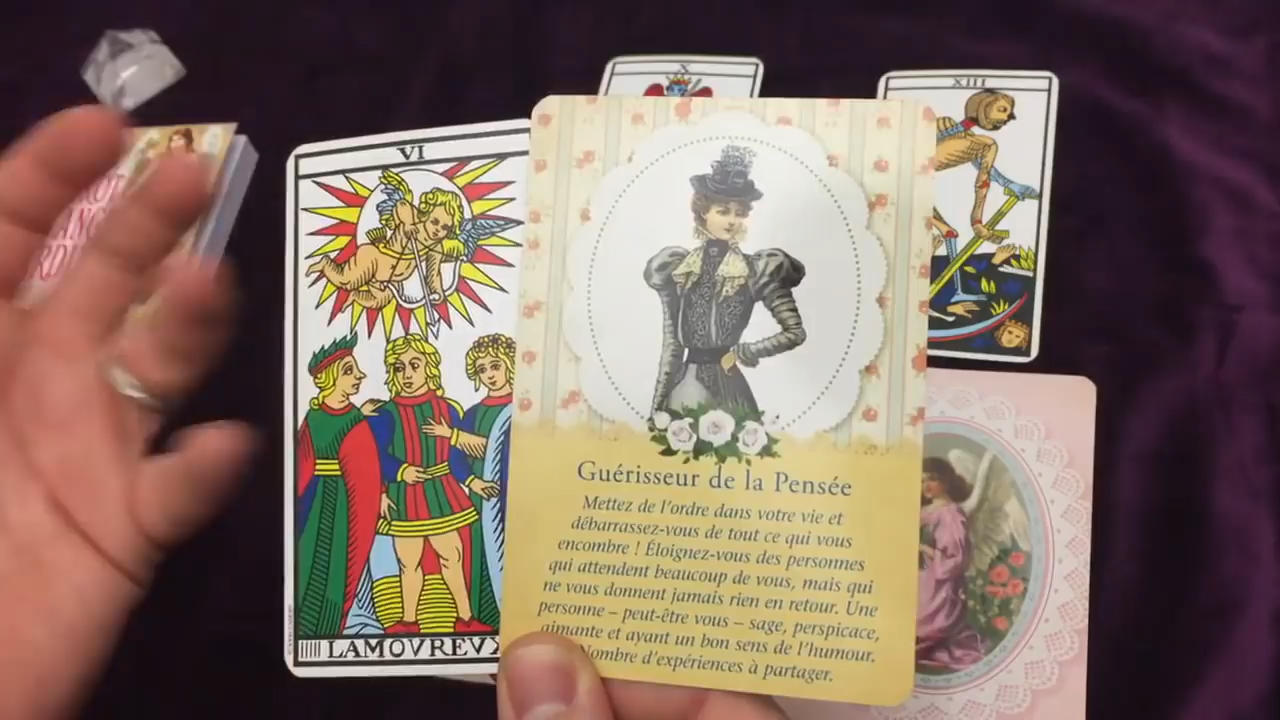 X
XIII
VI
LAMOVREVX
Guérisseur de la Pensée
Mettez de l'ordre dans votre vie et
débarrassez-vous de tout ce qui vous
encombre ! Éloignez-vous des personnes
qui attendent beaucoup de vous, mais qui
ne vous donnent jamais rien en retour. Une
personne – peut-être vous – sage, perspicace,
aimante et ayant un bon sens de l'humour.
Nombre d'expériences à partager.